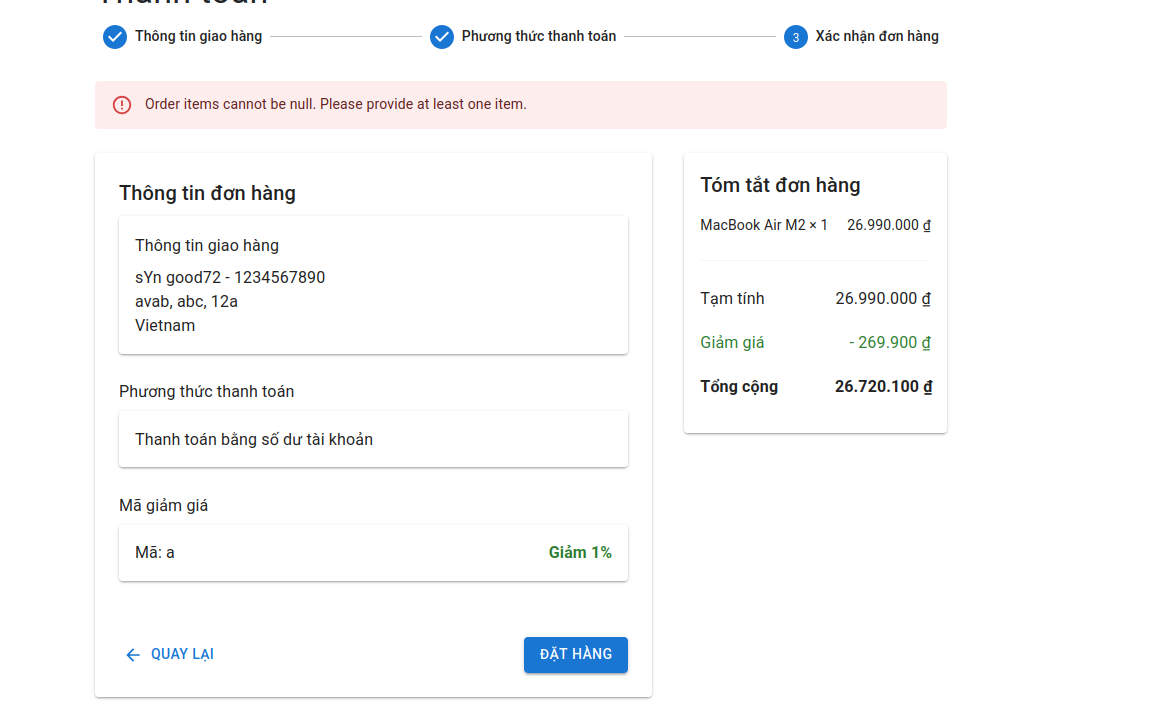 Thông tin giao hàng
Phương thức thanh toán
3 Xác nhận đơn hàng
Order items cannot be null. Please provide at least one item.
Thông tin đơn hàng
Thông tin giao hàng
sYn good72 - 1234567890
avab, abc, 12a
Vietnam
Phương thức thanh toán
Thanh toán bằng số dư tài khoản
Mã giảm giá
Mã: a Giảm 1%
QUAY LẠI
ĐẶT HÀNG
Tóm tắt đơn hàng
MacBook Air M2 × 1 26.990.000 ₫
Tạm tính 26.990.000 ₫
Giảm giá - 269.900 ₫
Tổng cộng 26.720.100 ₫